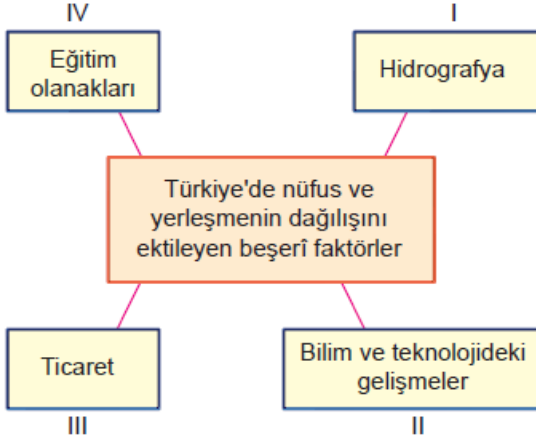 IV
Eğitim
olanakları
I
Hidrografya
Türkiye'de nüfus ve
yerleşmenin dağılışını
ektileyen beşerî faktörler
Ticaret
III
Bilim ve teknolojideki
gelişmeler
II